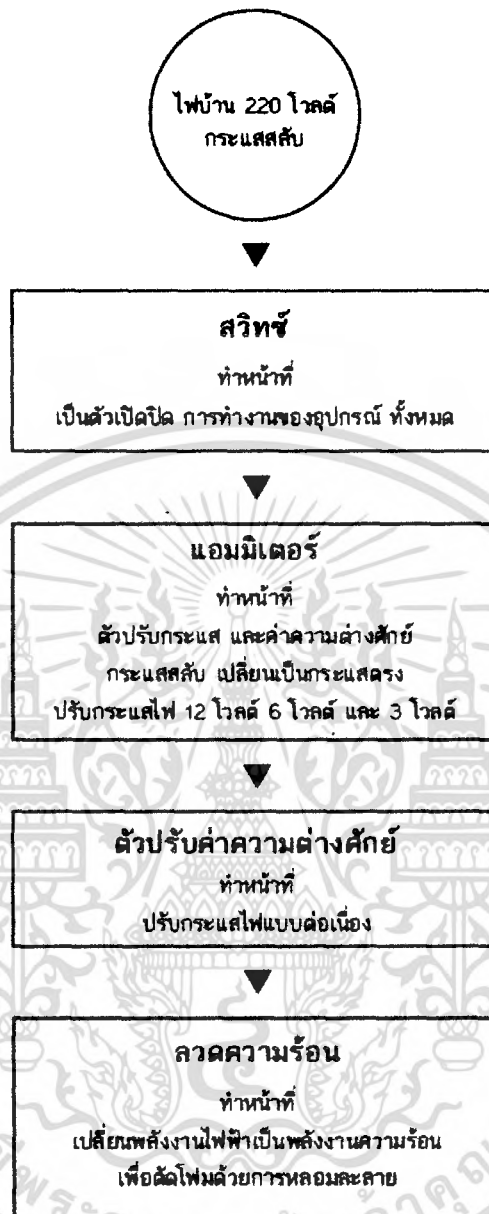 ไฟบ้าน 220 โวลต์
กระแสสลับ
สวิทซ์
ทำหน้าที่
เป็นตัวเปิดปิด การทำงานของอุปกรณ์ ทั้งหมด
แอมมิเตอร์
ทำหน้าที่
ตัวปรับกระแส และค่าความต่างศักย์
กระแสสลับ เปลี่ยนเป็นกระแสตรง
ปรับกระแสไฟ 12 โวลต์ 6 โวลต์ และ 3 โวลต์
ตัวปรับค่าความต่างศักย์
ทำหน้าที่
ปรับกระแสไฟแบบต่อเนื่อง
ลวดความร้อน
ทำหน้าที่
เปลี่ยนพลังงานไฟฟ้าเป็นพลังงานความร้อน
เพื่อตัดโฟมด้วยการหลอมละลาย